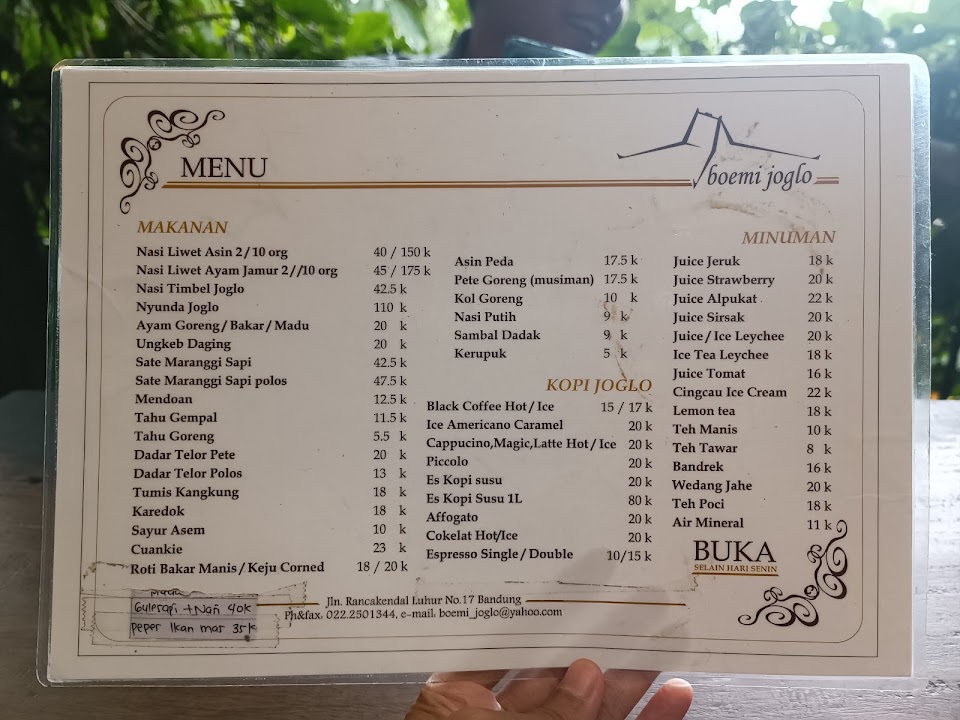 MENU
boemi joglo
MAKANAN
Nasi Liwet Asin 2 / 10 org 40 / 150 k
Nasi Liwet Ayam Jamur 2 //10 org 45 / 175 k
Nasi Timbel Joglo 42.5 k
Nyunda Joglo 110 k
Ayam Goreng / Bakar / Madu 20 k
Ungkeb Daging 20 k
Sate Maranggi Sapi 42.5 k
Sate Maranggi Sapi polos 47.5 k
Mendoan 12.5 k
Tahu Gempal 11.5 k
Tahu Goreng 5.5 k
Dadar Telor Pete 20 k
Dadar Telor Polos 13 k
Tumis Kangkung 18 k
Karedok 18 k
Sayur Asem 10 k
Cuankie 23 k
Roti Bakar Manis / Keju Corned 18 / 20 k
Asin Peda 17.5 k
Pete Goreng (musiman) 17.5 k
Kol Goreng 10 k
Nasi Putih 9 k
Sambal Dadak 9 k
Kerupuk 5 k
KOPI JOGLO
Black Coffee Hot / Ice 15 / 17 k
Ice Americano Caramel 20 k
Cappucino,Magic,Latte Hot / Ice 20 k
Piccolo 20 k
Es Kopi susu 20 k
Es Kopi Susu 1L 80 k
Affogato 20 k
Cokelat Hot/Ice 20 k
Espresso Single / Double 10/15 k
MINUMAN
Juice Jeruk 18 k
Juice Strawberry 20 k
Juice Alpukat 22 k
Juice Sirsak 20 k
Juice / Ice Leychee 20 k
Ice Tea Leychee 18 k
Juice Tomat 16 k
Cingcau Ice Cream 22 k
Lemon tea 18 k
Teh Manis 10 k
Teh Tawar 8 k
Bandrek 16 k
Wedang Jahe 20 k
Teh Poci 18 k
Air Mineral 11 k
BUKA
SELAIN HARI SENIN
Gulesapi + Nasi 40k
peper Ikan mas 35k
Jln. Rancakendal Luhur No.17 Bandung
Ph&fax: 022.2501344, e-mail: boemi_joglo@yahoo.com